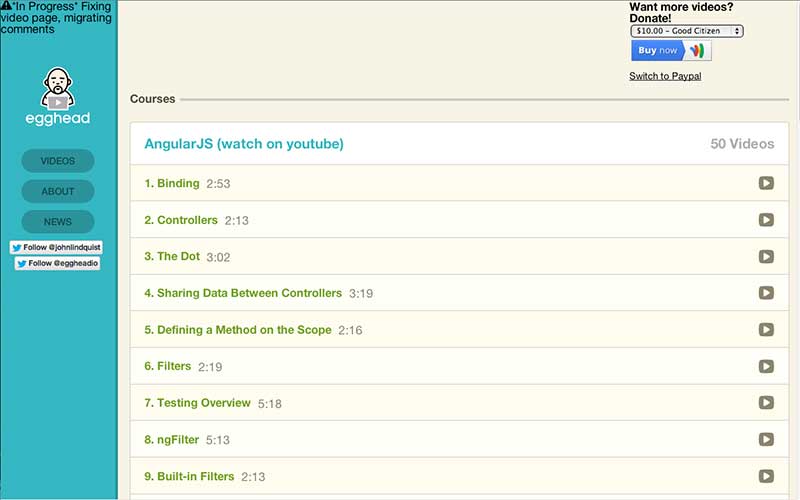 *In Progress* Fixing
video page, migrating
comments
egghead
VIDEOS
ABOUT
NEWS
Follow @johnlindquist
Follow @eggheadio
Want more videos?
Donate!
$10.00 - Good Citizen
Buy now
Switch to Paypal
Courses
AngularJS (watch on youtube) 50 Videos
1. Binding 2:53
2. Controllers 2:13
3. The Dot 3:02
4. Sharing Data Between Controllers 3:19
5. Defining a Method on the Scope 2:16
6. Filters 2:19
7. Testing Overview 5:18
8. ngFilter 5:13
9. Built-in Filters 2:13